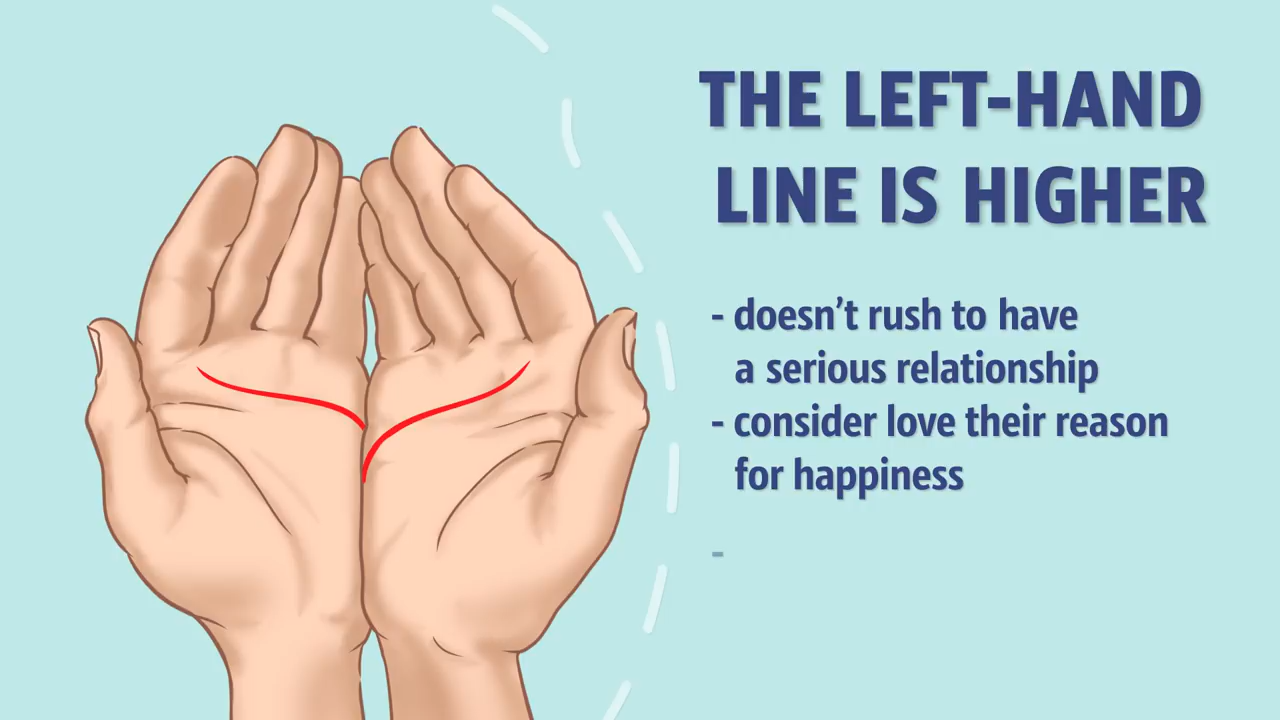 THE LEFT-HAND
LINE IS HIGHER
- doesn’t rush to have
a serious relationship
- consider love their reason
for happiness
-